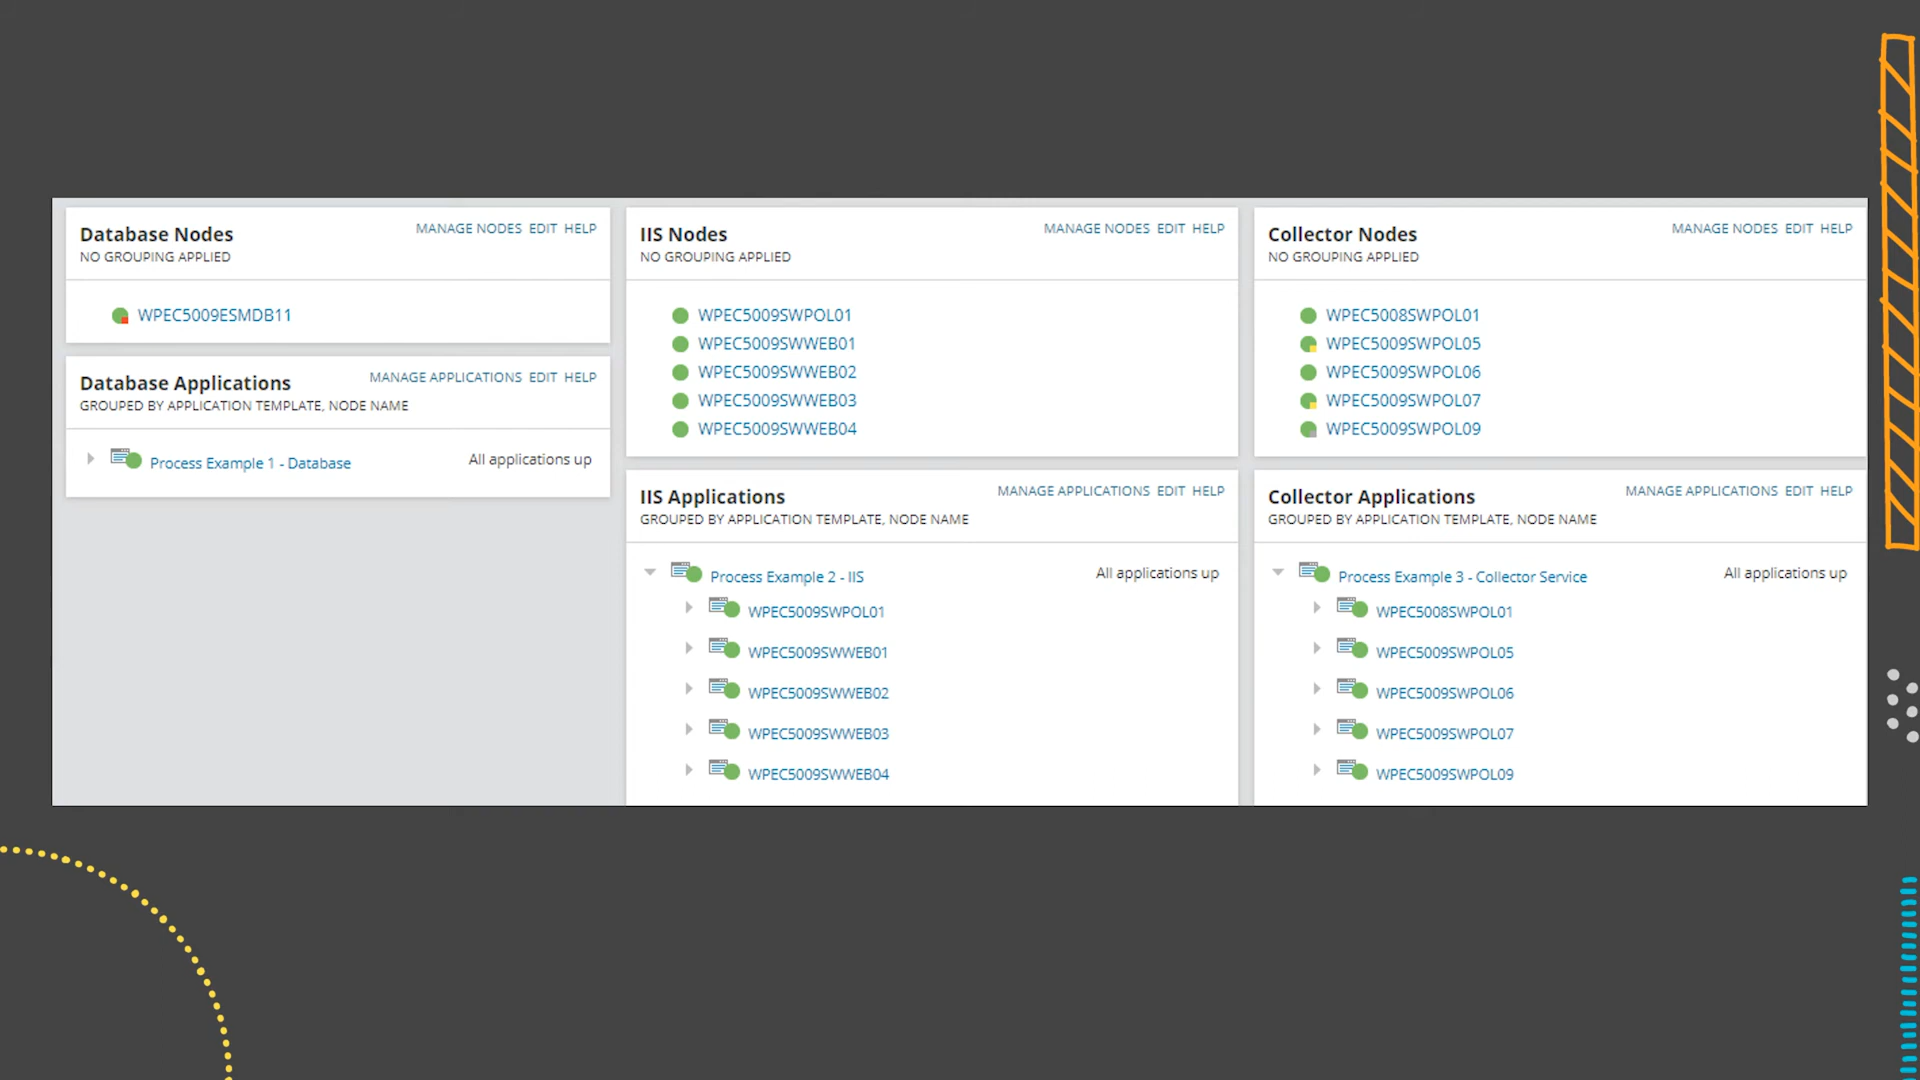 Database Nodes
MANAGE NODES EDIT HELP
NO GROUPING APPLIED
WPEC5009ESMDB11
Database Applications
MANAGE APPLICATIONS EDIT HELP
GROUPED BY APPLICATION TEMPLATE, NODE NAME
Process Example 1 - Database
All applications up
IIS Nodes
MANAGE NODES EDIT HELP
NO GROUPING APPLIED
WPEC5009SWPOL01
WPEC5009SWWEB01
WPEC5009SWWEB02
WPEC5009SWWEB03
WPEC5009SWWEB04
IIS Applications
MANAGE APPLICATIONS EDIT HELP
GROUPED BY APPLICATION TEMPLATE, NODE NAME
Process Example 2 - IIS
All applications up
WPEC5009SWPOL01
WPEC5009SWWEB01
WPEC5009SWWEB02
WPEC5009SWWEB03
WPEC5009SWWEB04
Collector Nodes
MANAGE NODES EDIT HELP
NO GROUPING APPLIED
WPEC5008SWPOL01
WPEC5009SWPOL05
WPEC5009SWPOL06
WPEC5009SWPOL07
WPEC5009SWPOL09
Collector Applications
MANAGE APPLICATIONS EDIT HELP
GROUPED BY APPLICATION TEMPLATE, NODE NAME
Process Example 3 - Collector Service
All applications up
WPEC5008SWPOL01
WPEC5009SWPOL05
WPEC5009SWPOL06
WPEC5009SWPOL07
WPEC5009SWPOL09